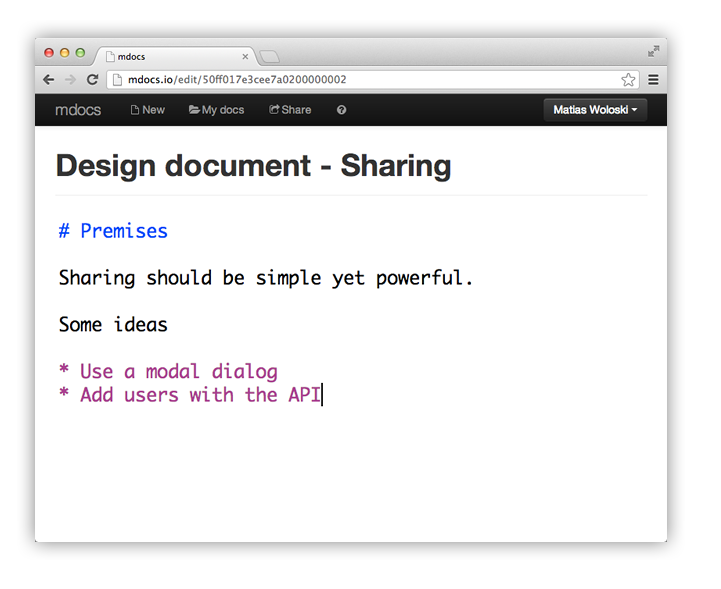 mdocs
mdocs.io/edit/50ff017e3cee7a0200000002
mdocs New My docs Share Matias Woloski
Design document - Sharing
# Premises
Sharing should be simple yet powerful.
Some ideas
* Use a modal dialog
* Add users with the API